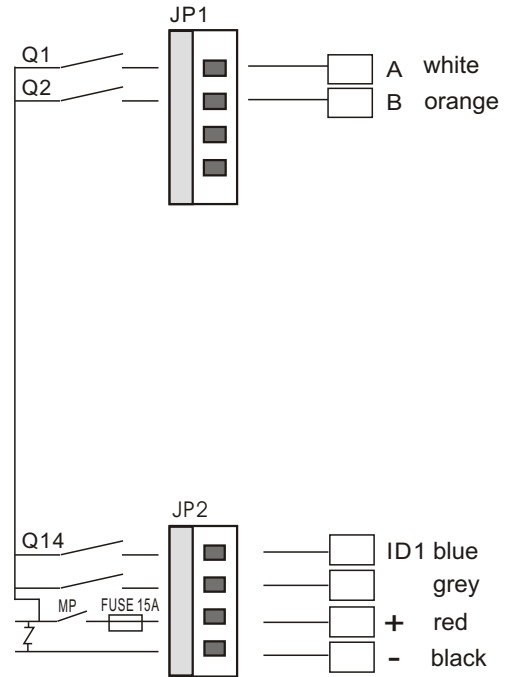 JP1
Q1
A white
Q2
B orange
JP2
Q14
ID1 blue
grey
MP FUSE 15A
+ red
- black